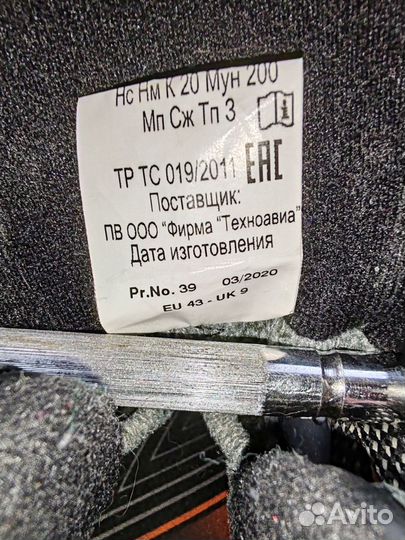 Нс Нм К 20 Мун 200
Мп Сж Тп З
ТР ТС 019/2011 EAC
Поставщик:
ПВ ООО "Фирма "Техноавиа"
Дата изготовления
Pr.No. 39 03/2020
EU 43 - UK 9
Avito